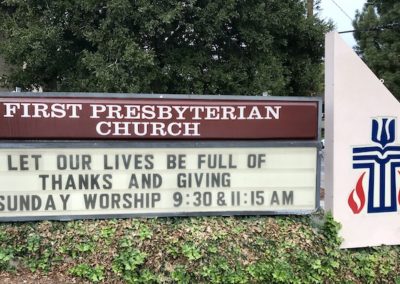 FIRST PRESBYTERIAN
CHURCH
LET OUR LIVES BE FULL OF
THANKS AND GIVING
SUNDAY WORSHIP 9:30 & 11:15 AM